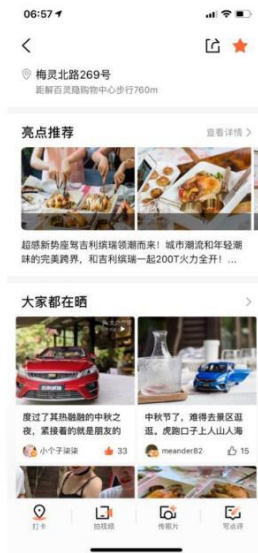 06:57
梅灵北路269号
距解百灵隐购物中心步行760m
亮点推荐
查看详情
超感新势座驾吉利缤瑞领潮而来！城市潮流和年轻潮
味的完美跨界，和吉利缤瑞一起200T火力全开！...
大家都在晒
度过了其热融融的中秋之
夜，紧接着的就是朋友的
小个子柒柒 33
中秋节了，难得去景区逛
逛。虎跑口子上人山人海
meander82 15
打卡
拍视频
传照片
写点评